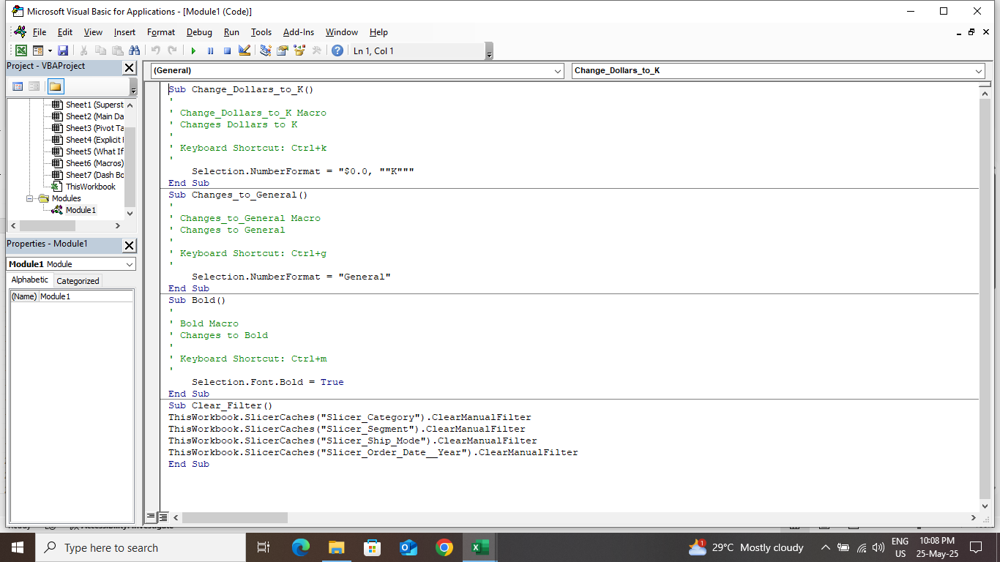 Microsoft Visual Basic for Applications - [Module1 (Code)]
File Edit View Insert Format Debug Run Tools Add-Ins Window Help
Ln 1, Col 1
Project - VBAProject
Sheet1 (Superst
Sheet2 (Main Da
Sheet3 (Pivot Ta
Sheet4 (Explicit
Sheet5 (What If
Sheet6 (Macros)
Sheet7 (Dash Bo
ThisWorkbook
Modules
Module1
Properties - Module1
Module1 Module
Alphabetic Categorized
(Name) Module1
(General) Change_Dollars_to_K
Sub Change_Dollars_to_K()
'
' Change_Dollars_to_K Macro
' Changes Dollars to K
'
' Keyboard Shortcut: Ctrl+k
'
Selection.NumberFormat = "$0.0, ""K"""
End Sub
Sub Changes_to_General()
'
' Changes_to_General Macro
' Changes to General
'
' Keyboard Shortcut: Ctrl+g
'
Selection.NumberFormat = "General"
End Sub
Sub Bold()
'
' Bold Macro
' Changes to Bold
'
' Keyboard Shortcut: Ctrl+m
'
Selection.Font.Bold = True
End Sub
Sub Clear_Filter()
ThisWorkbook.SlicerCaches("Slicer_Category").ClearManualFilter
ThisWorkbook.SlicerCaches("Slicer_Segment").ClearManualFilter
ThisWorkbook.SlicerCaches("Slicer_Ship_Mode").ClearManualFilter
ThisWorkbook.SlicerCaches("Slicer_Order_Date__Year").ClearManualFilter
End Sub
Type here to search
1
29°C Mostly cloudy
ENG
US
10:08 PM
25-May-25